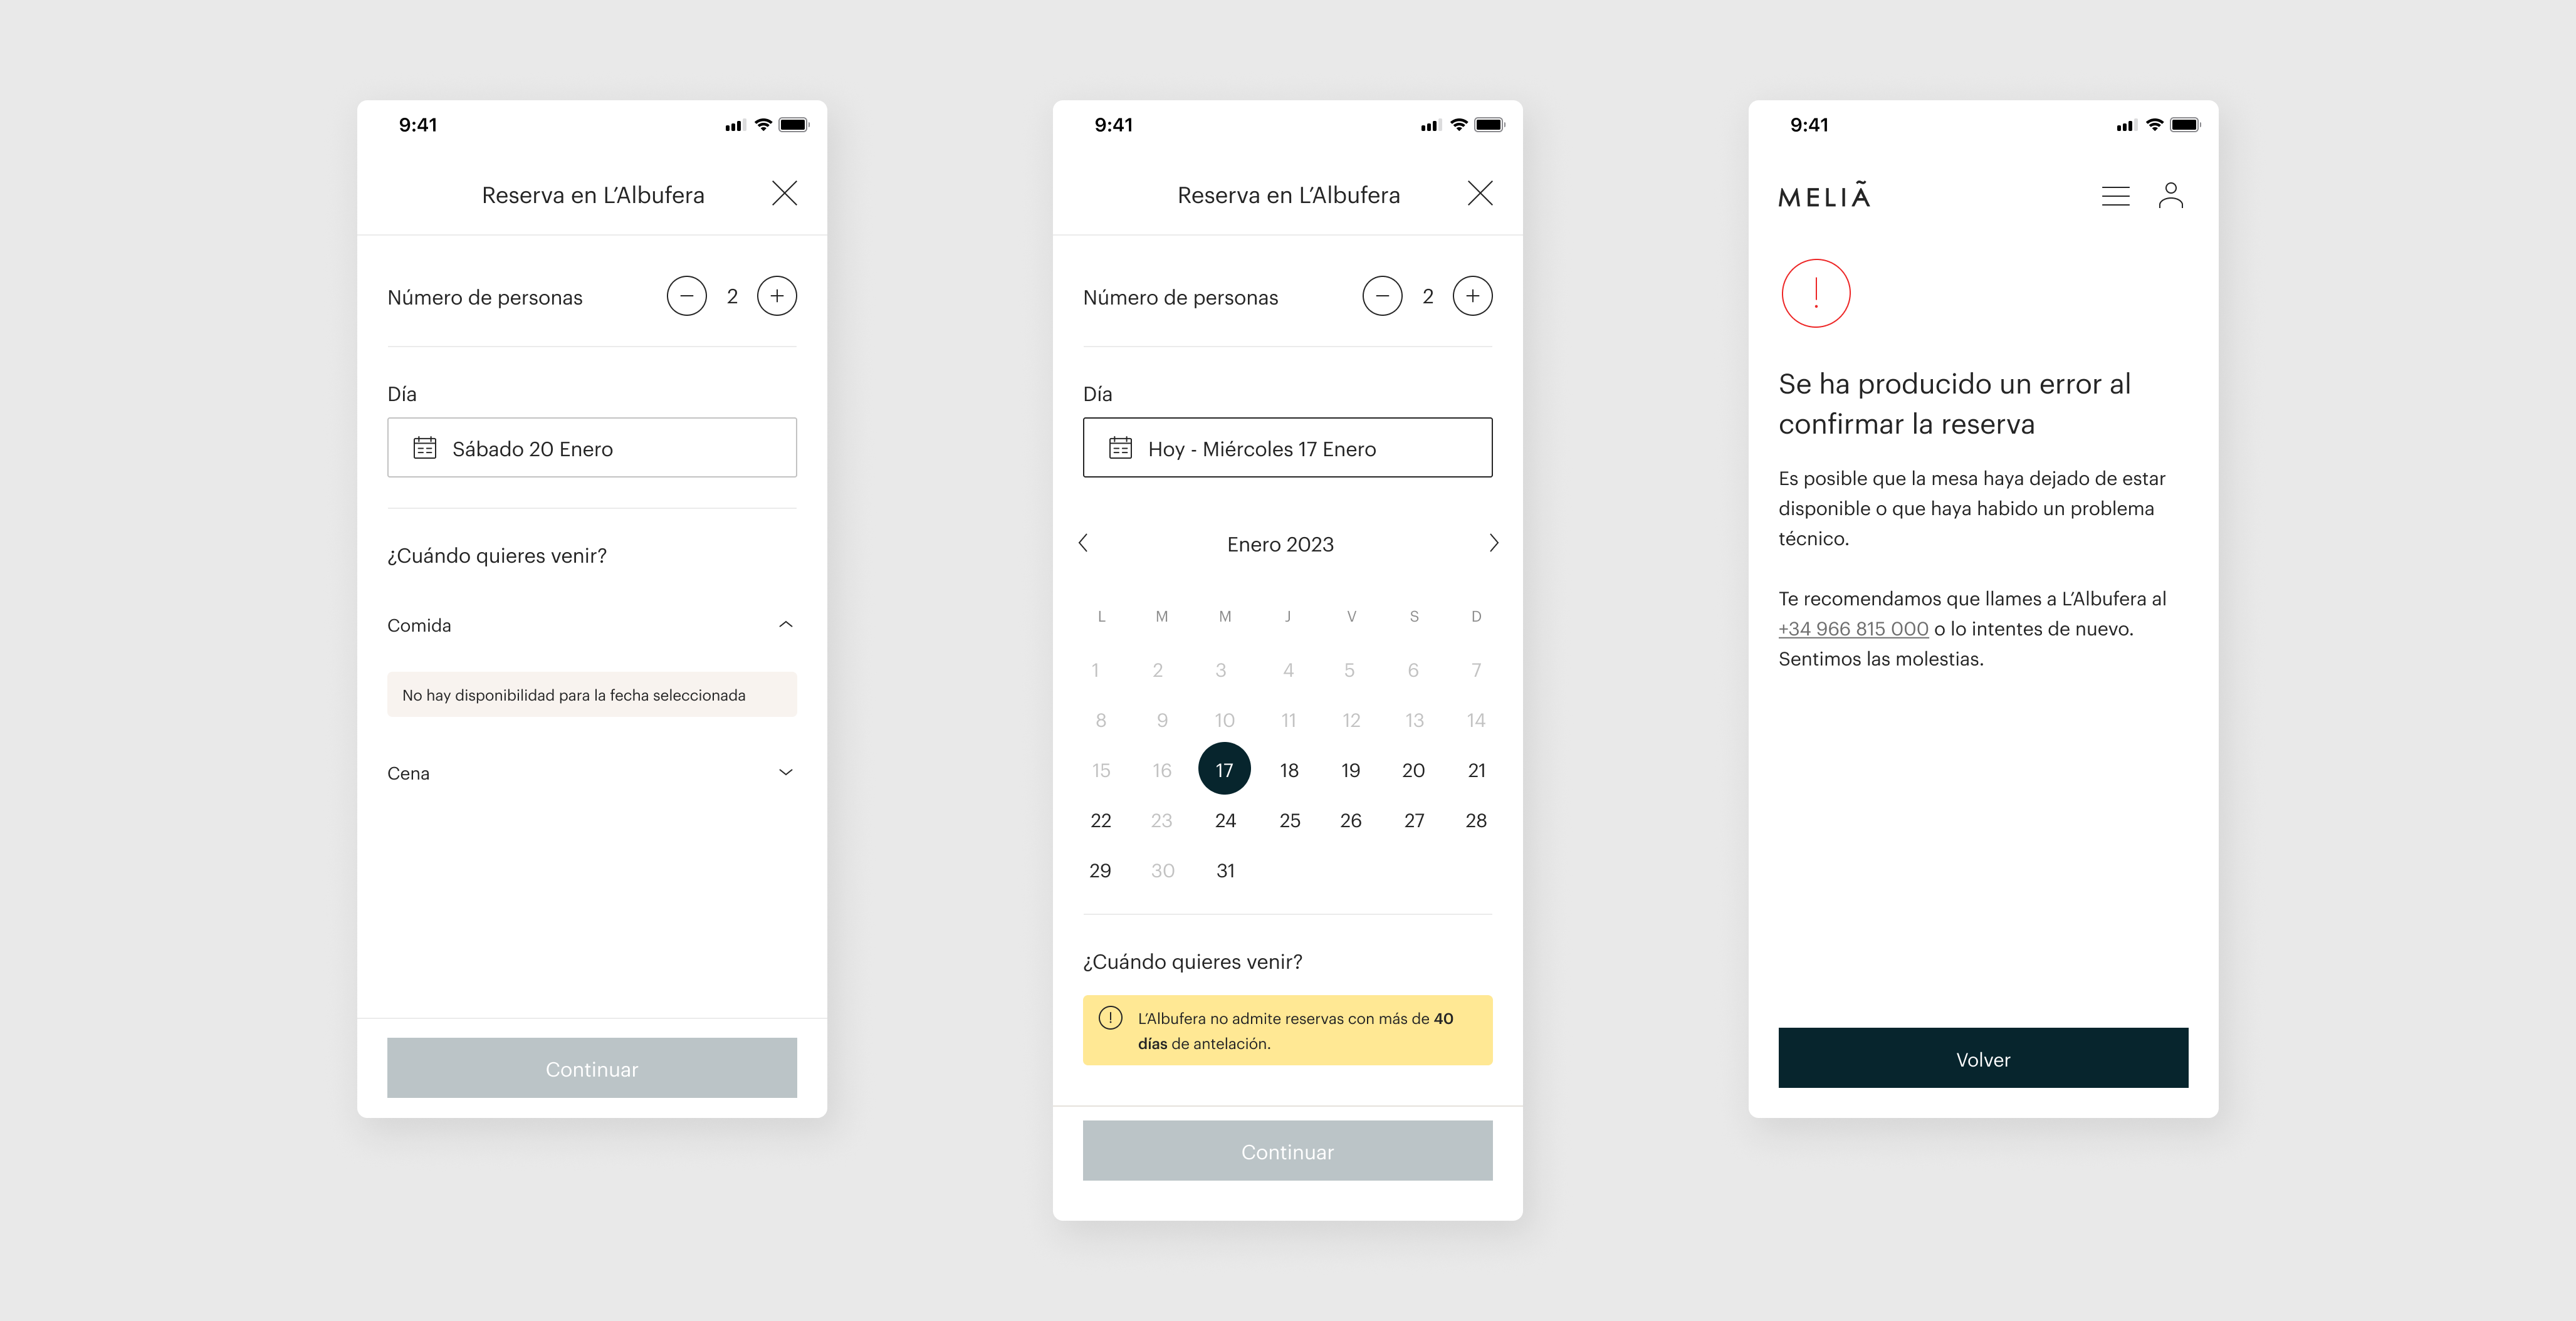 9:41
Reserva en L’Albufera
Número de personas
2
Día
Sábado 20 Enero
¿Cuándo quieres venir?
Comida
No hay disponibilidad para la fecha seleccionada
Cena
Continuar
9:41
Reserva en L’Albufera
Número de personas
2
Día
Hoy - Miércoles 17 Enero
Enero 2023
L M M J V S D
1 2 3 4 5 6 7
8 9 10 11 12 13 14
15 16 17 18 19 20 21
22 23 24 25 26 27 28
29 30 31
¿Cuándo quieres venir?
L’Albufera no admite reservas con más de 40
días de antelación.
Continuar
9:41
MELIÃ
Se ha producido un error al
confirmar la reserva
Es posible que la mesa haya dejado de estar
disponible o que haya habido un problema
técnico.
Te recomendamos que llames a L’Albufera al
+34 966 815 000 o lo intentes de nuevo.
Sentimos las molestias.
Volver